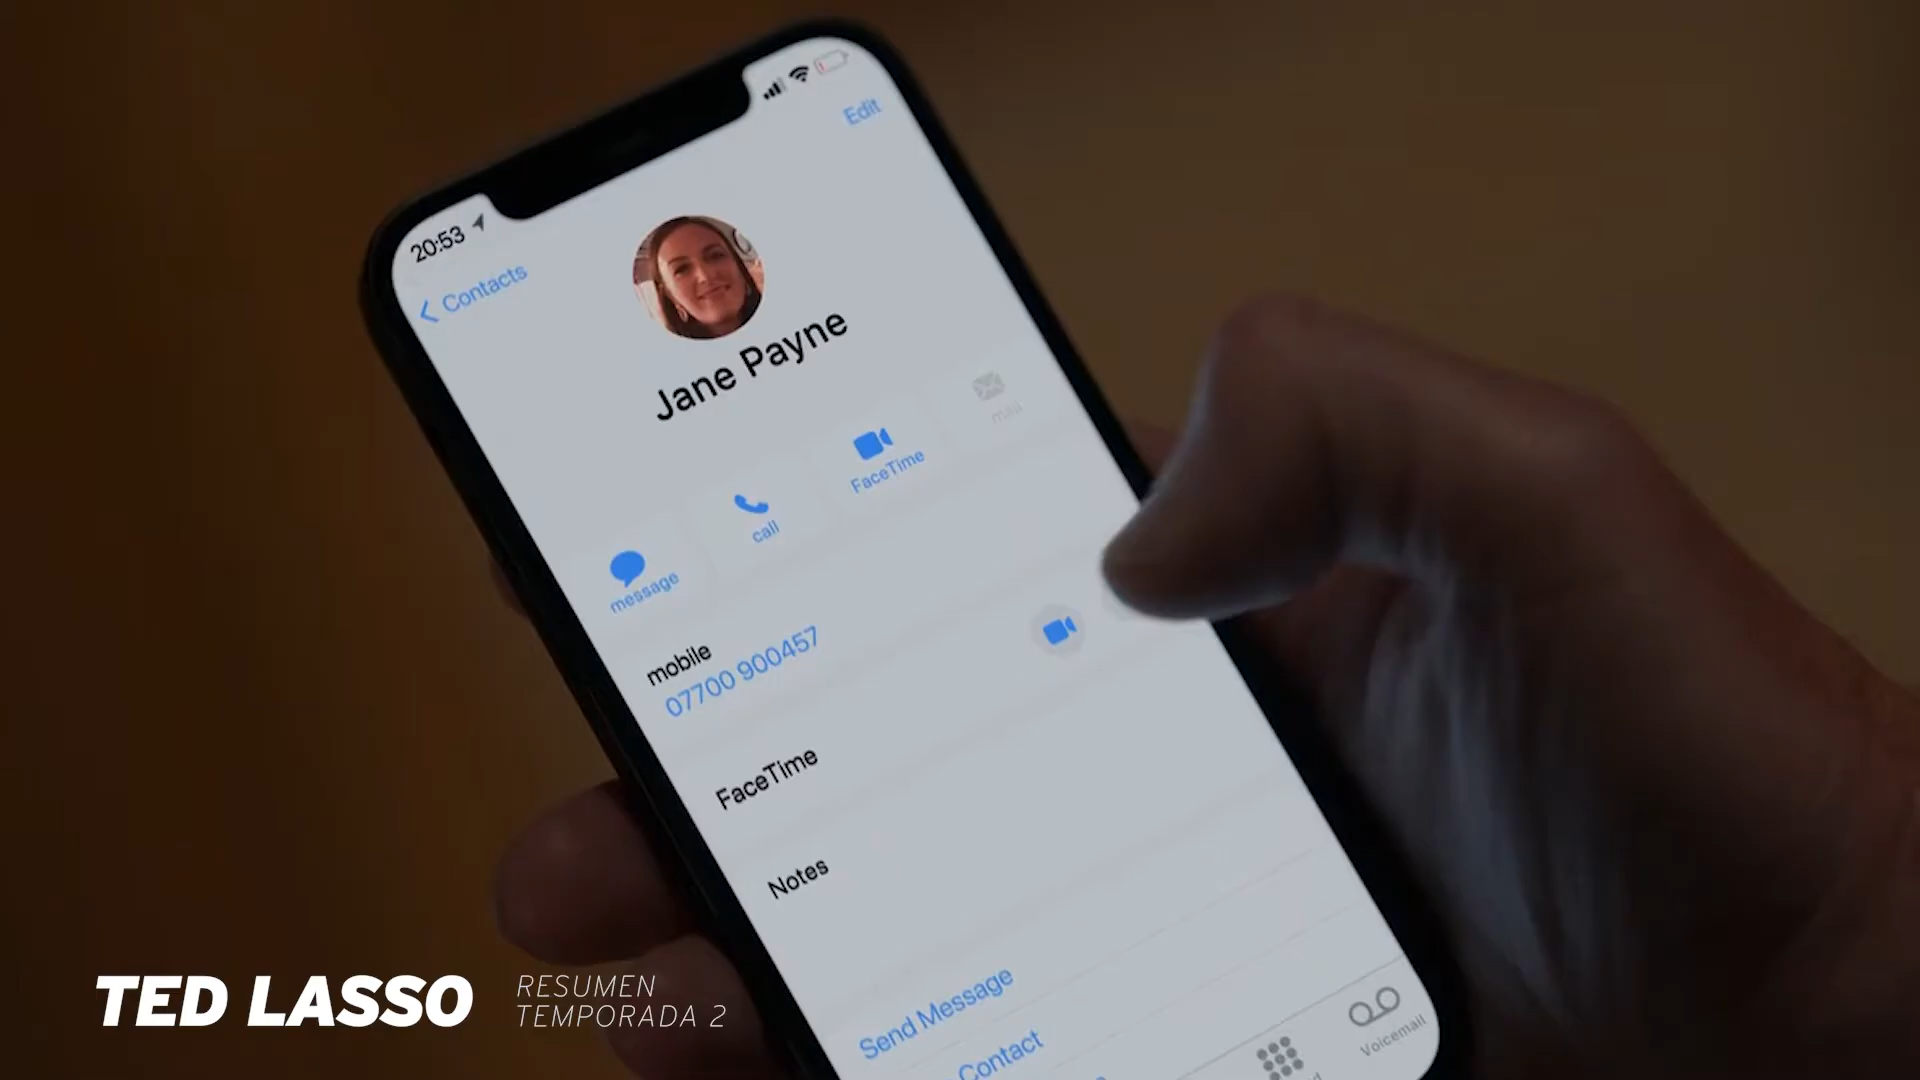 20:53
Edit
Contacts
Jane Payne
message
call
FaceTime
mail
mobile
07700 900457
FaceTime
Notes
Send Message
Contact
Voicemail
TED LASSO
RESUMEN
TEMPORADA 2